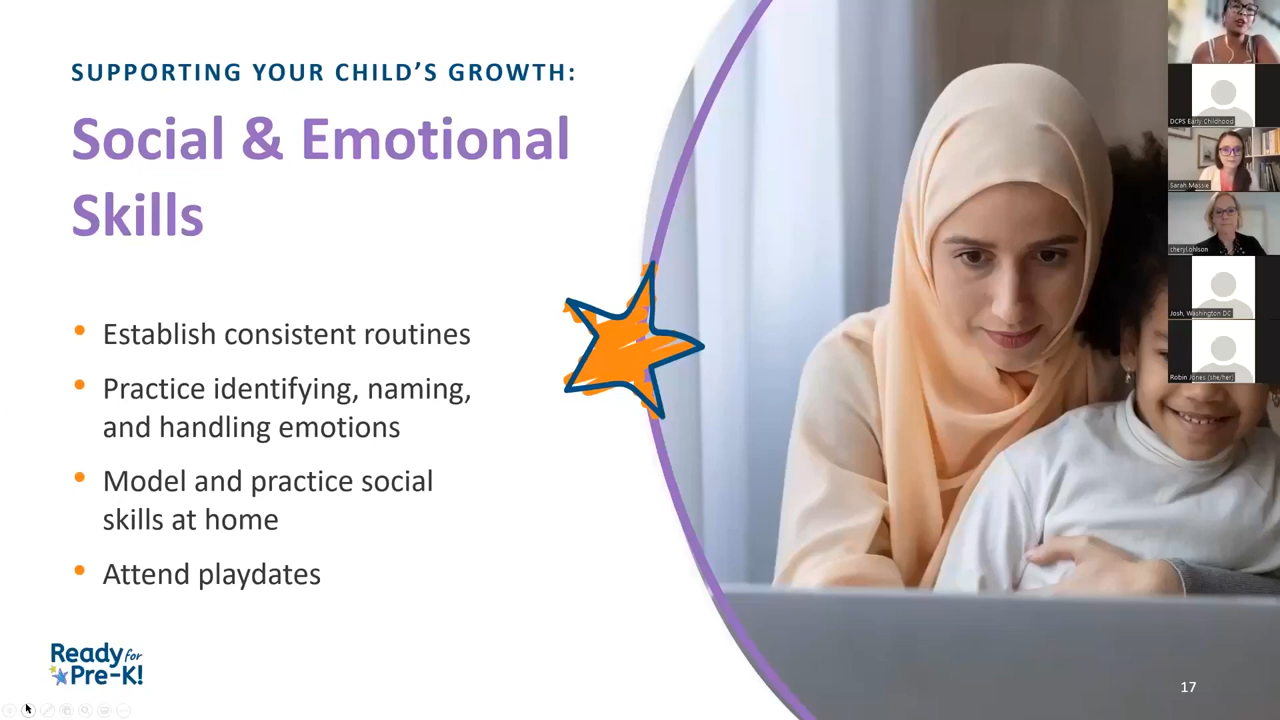 SUPPORTING YOUR CHILD’S GROWTH:
Social & Emotional
Skills
• Establish consistent routines
• Practice identifying, naming,
and handling emotions
• Model and practice social
skills at home
• Attend playdates
Ready for
Pre-K!
17
DCPS Early Childhood
Sarah Massie
cheryl.ohlson
Josh, Washington DC
Robin Jones (she/her)